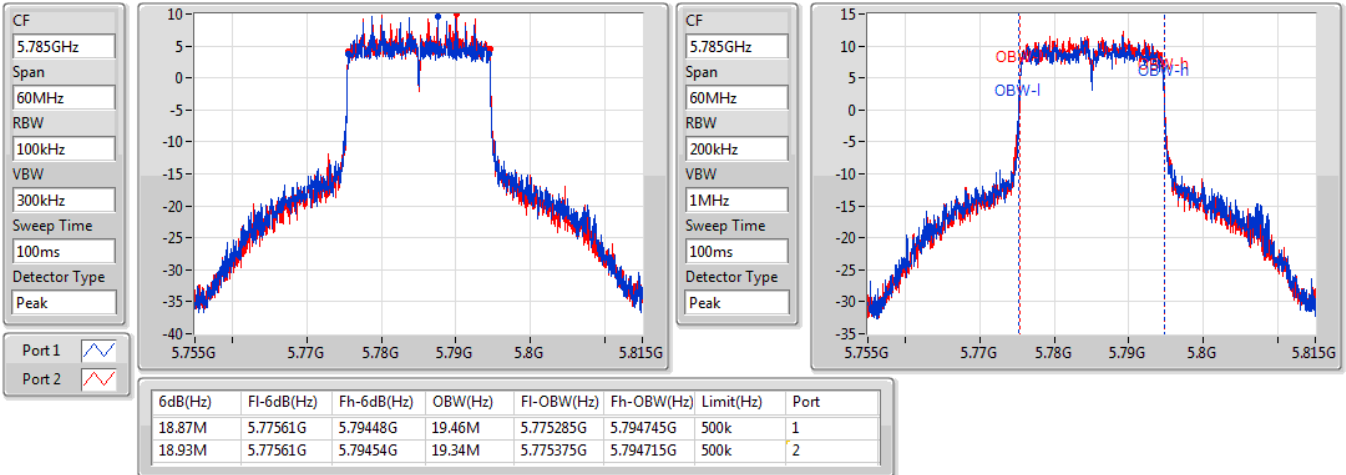 CF
5.785GHz
Span
60MHz
RBW
100kHz
VBW
300kHz
Sweep Time
100ms
Detector Type
Peak
Port 1
Port 2
10
5
0
-5
-10
-15
-20
-25
-30
-35
-40
5.755G 5.77G 5.78G 5.79G 5.8G 5.815G
CF
5.785GHz
Span
60MHz
RBW
200kHz
VBW
1MHz
Sweep Time
100ms
Detector Type
Peak
15
10
5
0
-5
-10
-15
-20
-25
-30
-35
OBW-l
OBW-h
OBW-h
5.755G 5.77G 5.78G 5.79G 5.8G 5.815G
6dB(Hz) Fl-6dB(Hz) Fh-6dB(Hz) OBW(Hz) Fl-OBW(Hz) Fh-OBW(Hz) Limit(Hz) Port
18.87M 5.77561G 5.79448G 19.46M 5.775285G 5.794745G 500k 1
18.93M 5.77561G 5.79454G 19.34M 5.775375G 5.794715G 500k 2